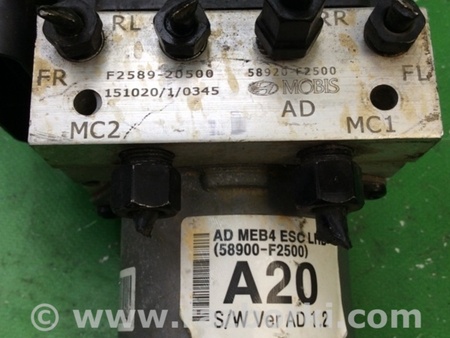 RL
RR
FR
F2589-20500
58920-F2500
FL
151020/1/0345
MOBIS
AD
MC2
MC1
AD MEB4 ESC
(58900-F2500)
A20
S/W Ver AD 1.2